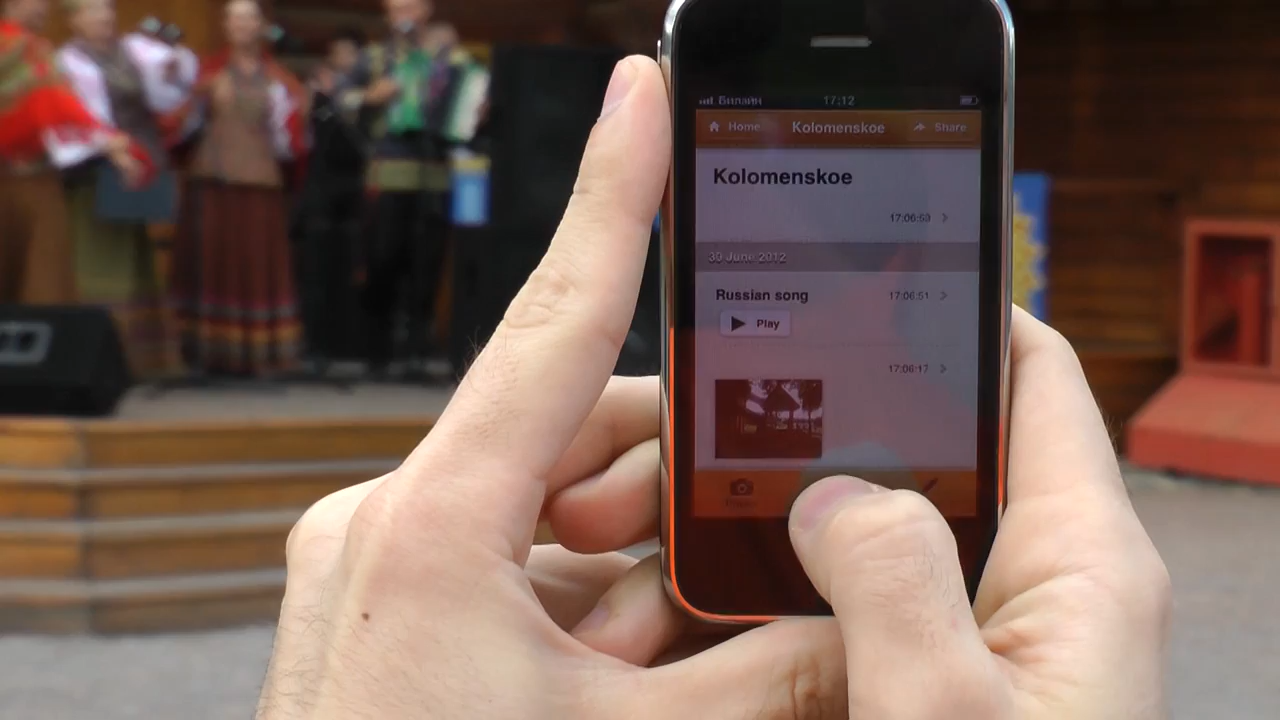 Билайн 17:12
Home Kolomenskoe Share
Kolomenskoe
17:06:53
30 June 2012
Russian song 17:06:51
Play
17:06:17